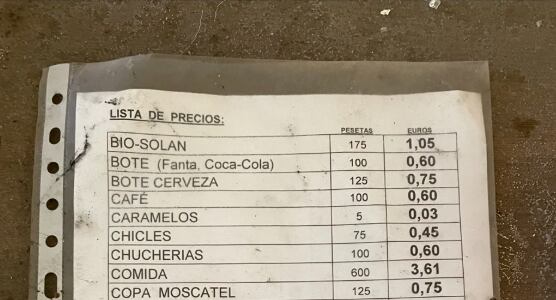 LISTA DE PRECIOS:
PESETAS EUROS
BIO-SOLAN 175 1,05
BOTE (Fanta, Coca-Cola) 100 0,60
BOTE CERVEZA 125 0,75
CAFÉ 100 0,60
CARAMELOS 5 0,03
CHICLES 75 0,45
CHUCHERIAS 100 0,60
COMIDA 600 3,61
COPA MOSCATEL 125 0,75